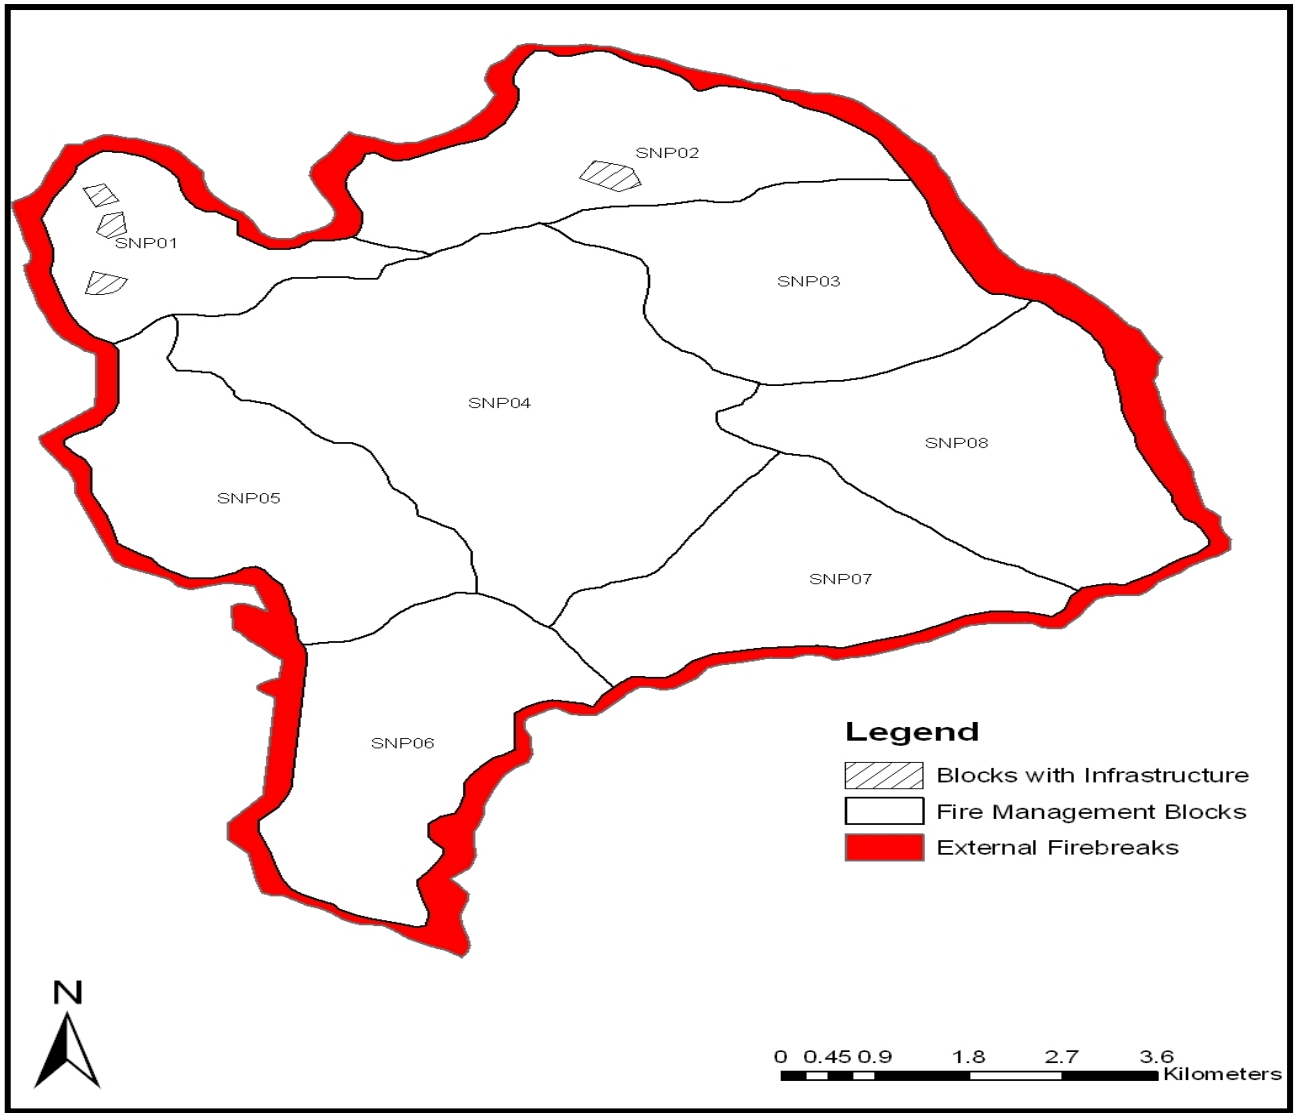 SNP02
SNP01
SNP03
SNP04
SNP08
SNP05
SNP07
SNP06
Legend
Blocks with Infrastructure
Fire Management Blocks
External Firebreaks
N
0 0.45 0.9 1.8 2.7 3.6
Kilometers